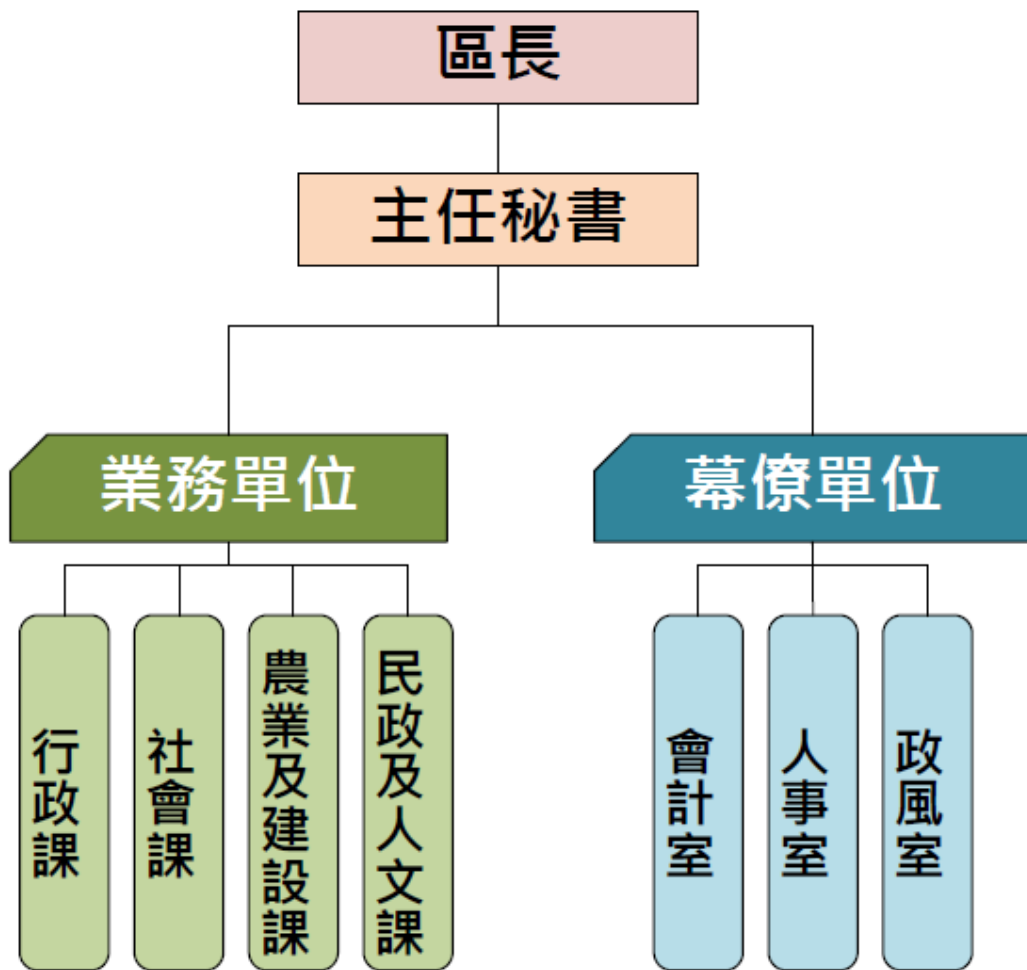 區長
主任秘書
業務單位
幕僚單位
行政課
社會課
農業及建設課
民政及人文課
會計室
人事室
政風室